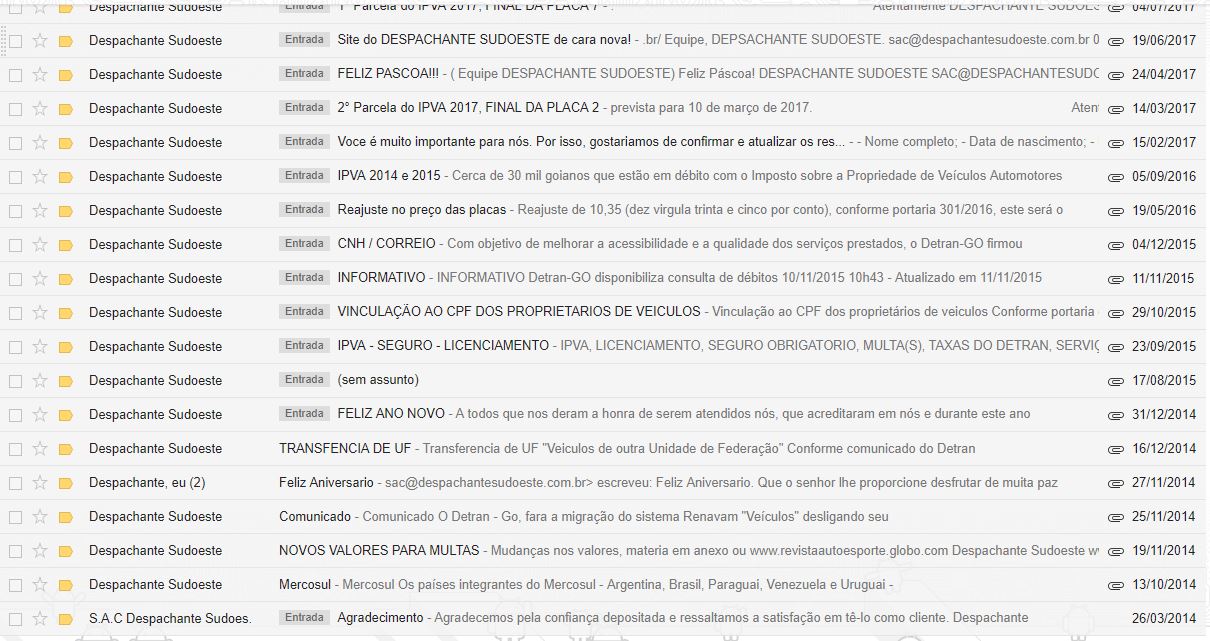 Despachante Sudoeste Entrada 1° Parcela do IPVA 2017, FINAL DA PLACA 7 - . Atentamente DESPACHANTE SUDOES 04/07/2017
Despachante Sudoeste Entrada Site do DESPACHANTE SUDOESTE de cara nova! - .br/ Equipe, DEPSACHANTE SUDOESTE. sac@despachantesudoeste.com.br 0 19/06/2017
Despachante Sudoeste Entrada FELIZ PASCOA!!! - ( Equipe DESPACHANTE SUDOESTE) Feliz Páscoa! DESPACHANTE SUDOESTE SAC@DESPACHANTESUDO 24/04/2017
Despachante Sudoeste Entrada 2° Parcela do IPVA 2017, FINAL DA PLACA 2 - prevista para 10 de março de 2017. Aten 14/03/2017
Despachante Sudoeste Entrada Voce é muito importante para nós. Por isso, gostariamos de confirmar e atualizar os res... - - Nome completo; - Data de nascimento; - 15/02/2017
Despachante Sudoeste Entrada IPVA 2014 e 2015 - Cerca de 30 mil goianos que estão em débito com o Imposto sobre a Propriedade de Veículos Automotores 05/09/2016
Despachante Sudoeste Entrada Reajuste no preço das placas - Reajuste de 10,35 (dez virgula trinta e cinco por conto), conforme portaria 301/2016, este será o 19/05/2016
Despachante Sudoeste Entrada CNH / CORREIO - Com objetivo de melhorar a acessibilidade e a qualidade dos serviços prestados, o Detran-GO firmou 04/12/2015
Despachante Sudoeste Entrada INFORMATIVO - INFORMATIVO Detran-GO disponibiliza consulta de débitos 10/11/2015 10h43 - Atualizado em 11/11/2015 11/11/2015
Despachante Sudoeste Entrada VINCULAÇÃO AO CPF DOS PROPRIETARIOS DE VEICULOS - Vinculação ao CPF dos proprietários de veiculos Conforme portaria 29/10/2015
Despachante Sudoeste Entrada IPVA - SEGURO - LICENCIAMENTO - IPVA, LICENCIAMENTO, SEGURO OBRIGATORIO, MULTA(S), TAXAS DO DETRAN, SERVIÇ 23/09/2015
Despachante Sudoeste Entrada (sem assunto) 17/08/2015
Despachante Sudoeste Entrada FELIZ ANO NOVO - A todos que nos deram a honra de serem atendidos nós, que acreditaram em nós e durante este ano 31/12/2014
Despachante Sudoeste TRANSFENCIA DE UF - Transferencia de UF "Veiculos de outra Unidade de Federação" Conforme comunicado do Detran 16/12/2014
Despachante, eu (2) Feliz Aniversario - sac@despachantesudoeste.com.br> escreveu: Feliz Aniversario. Que o senhor lhe proporcione desfrutar de muita paz 27/11/2014
Despachante Sudoeste Comunicado - Comunicado O Detran - Go, fara a migração do sistema Renavam "Veículos" desligando seu 25/11/2014
Despachante Sudoeste NOVOS VALORES PARA MULTAS - Mudanças nos valores, materia em anexo ou www.revistaautoesporte.globo.com Despachante Sudoeste w 19/11/2014
Despachante Sudoeste Mercosul - Mercosul Os países integrantes do Mercosul - Argentina, Brasil, Paraguai, Venezuela e Uruguai - 13/10/2014
S.A.C Despachante Sudoes. Entrada Agradecimento - Agradecemos pela confiança depositada e ressaltamos a satisfação em tê-lo como cliente. Despachante 26/03/2014